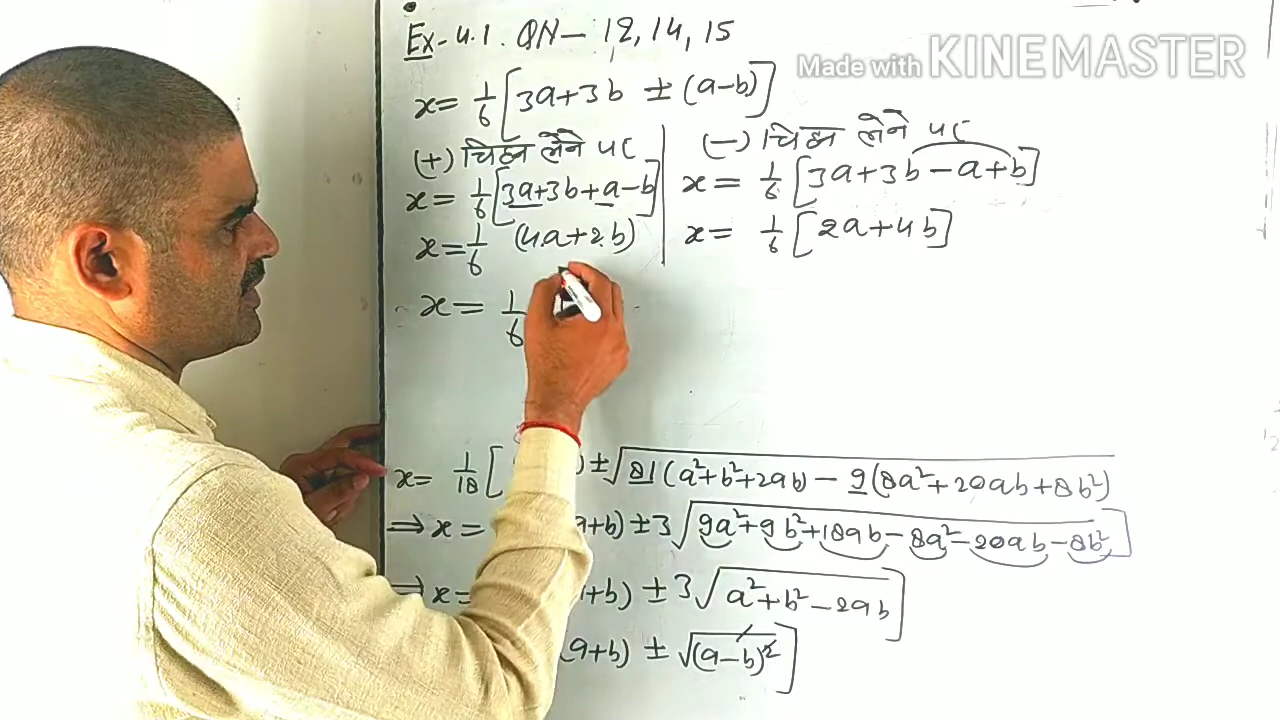 Ex-4.1. QN- 12, 14, 15
Made with KINEMASTER
x = 1/6 [3a+3b ± (a-b)]
(+) चिह्न लेने पर
x = 1/6 [3a+3b+a-b]
x = 1/6 (4a+2b)
x = 1/6
(-) चिह्न लेने पर
x = 1/6 [3a+3b-a+b]
x = 1/6 [2a+4b]
x = 1/18 [ ) ± √81(a²+b²+2ab) - 9(8a²+20ab+8b²)
⇒ x = a+b) ± 3√9a²+9b²+18ab-8a²-20ab-8b²]
⇒ x = a+b) ± 3√a²+b²-2ab]
(a+b) ± √(a-b)²]